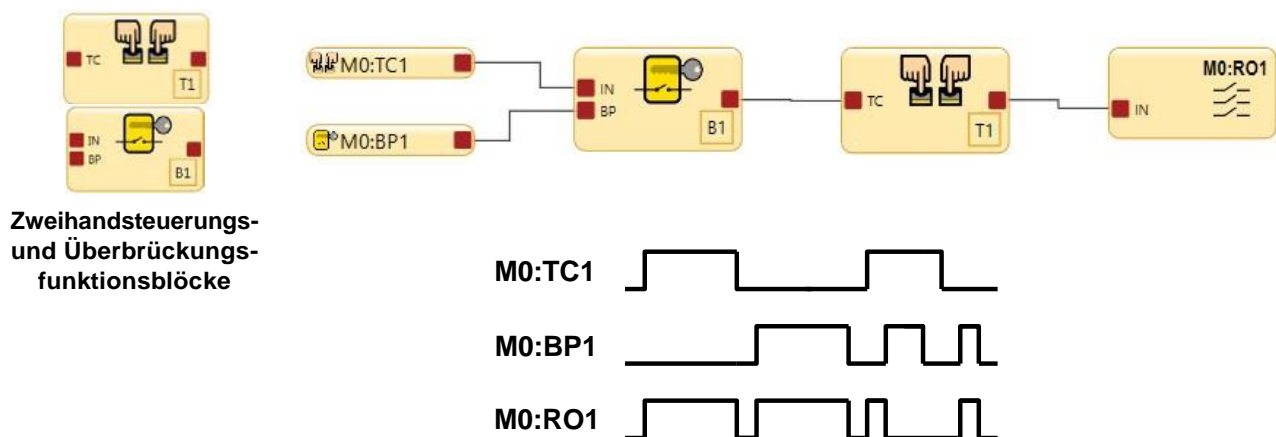 TC
T1
IN
BP
B1
Zweihandsteuerungs-
und Überbrückungs-
funktionsblöcke
M0:TC1
M0:BP1
IN
BP
B1
TC
T1
M0:RO1
IN
M0:TC1
M0:BP1
M0:RO1